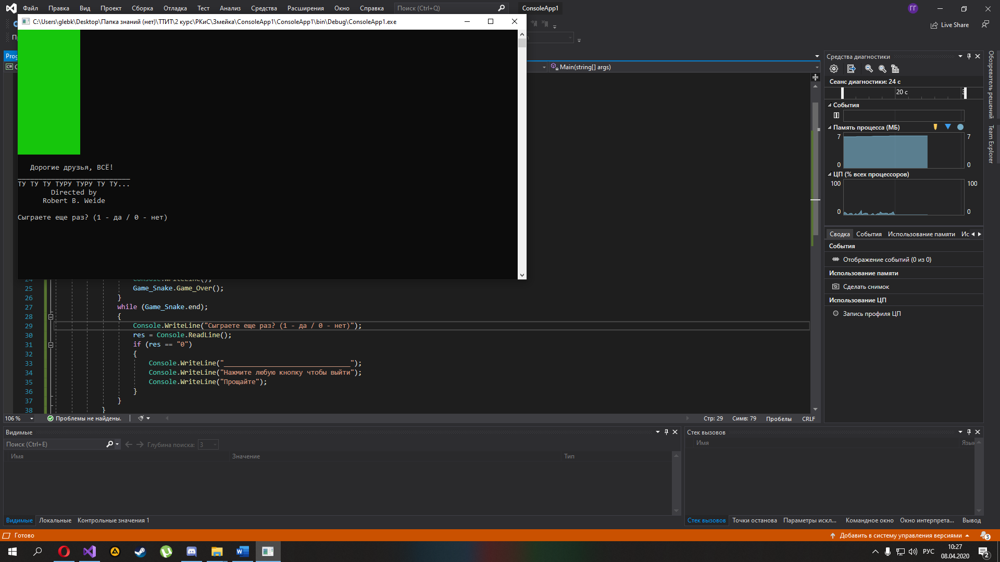 Файл Правка Вид Проект Сборка Отладка Тест Анализ Средства Расширения Окно Справка Поиск (Ctrl+Q) ConsoleApp1 ГГ
C:\Users\glebk\Desktop\Папка знаний (нет)\ТТИТ\2 курс\РКиС\Змейка\ConsoleApp1\ConsoleApp1\bin\Debug\ConsoleApp1.exe
Live Share
Main(string[] args)
Дорогие друзья, ВСЁ!
___________________________
ТУ ТУ ТУ ТУРУ ТУРУ ТУ ТУ...
Directed by
Robert B. Weide
Сыграете еще раз? (1 - да / 0 - нет)
24 Console.WriteLine();
25 Game_Snake.Game_Over();
26 }
27 while (Game_Snake.end);
28 {
29 Console.WriteLine("Сыграете еще раз? (1 - да / 0 - нет)");
30 res = Console.ReadLine();
31 if (res == "0")
32 {
33 Console.WriteLine("________________________________");
34 Console.WriteLine("Нажмите любую кнопку чтобы выйти");
35 Console.WriteLine("Прощайте");
36 }
37 }
38 }
106 % Проблемы не найдены. Стр: 29 Симв: 79 Пробелы CRLF
Средства диагностики
Сеанс диагностики: 24 с
20 с
События
Память процесса (МБ)
7 7
0 0
ЦП (% всех процессоров)
100 100
0 0
Сводка События Использование памяти Ис
События
Отображение событий (0 из 0)
Использование памяти
Сделать снимок
Использование ЦП
Запись профиля ЦП
Обозреватель решений
Team Explorer
Видимые
Поиск (Ctrl+E) Глубина поиска: 3
Имя Значение Тип
Видимые Локальные Контрольные значения 1
Стек вызовов
Имя Язык
Стек вызовов Точки останова Параметры искл... Командное окно Окно интерпрета... Вывод
Готово Добавить в систему управления версиями 3
РУС 10:27
08.04.2020 2